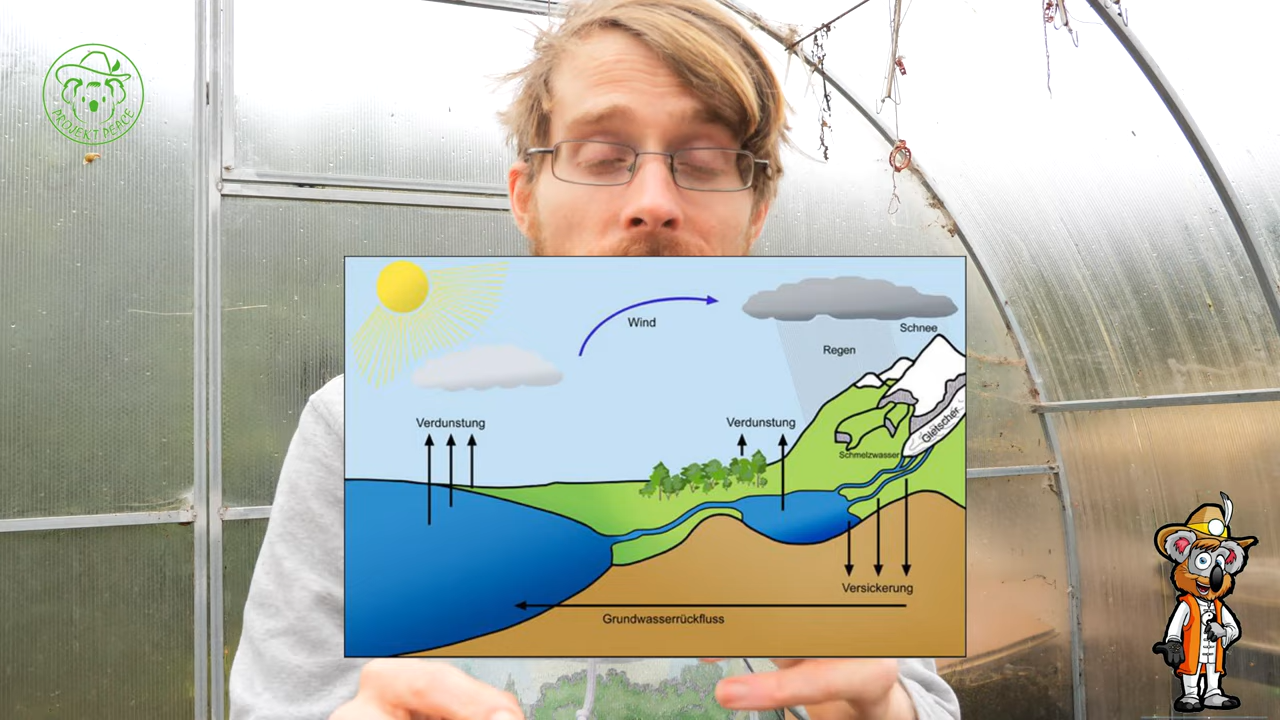 PROJEKT PEACE
Wind
Schnee
Regen
Verdunstung
Verdunstung
Gletscher
Schmelzwasser
Versickerung
Grundwasserrückfluss